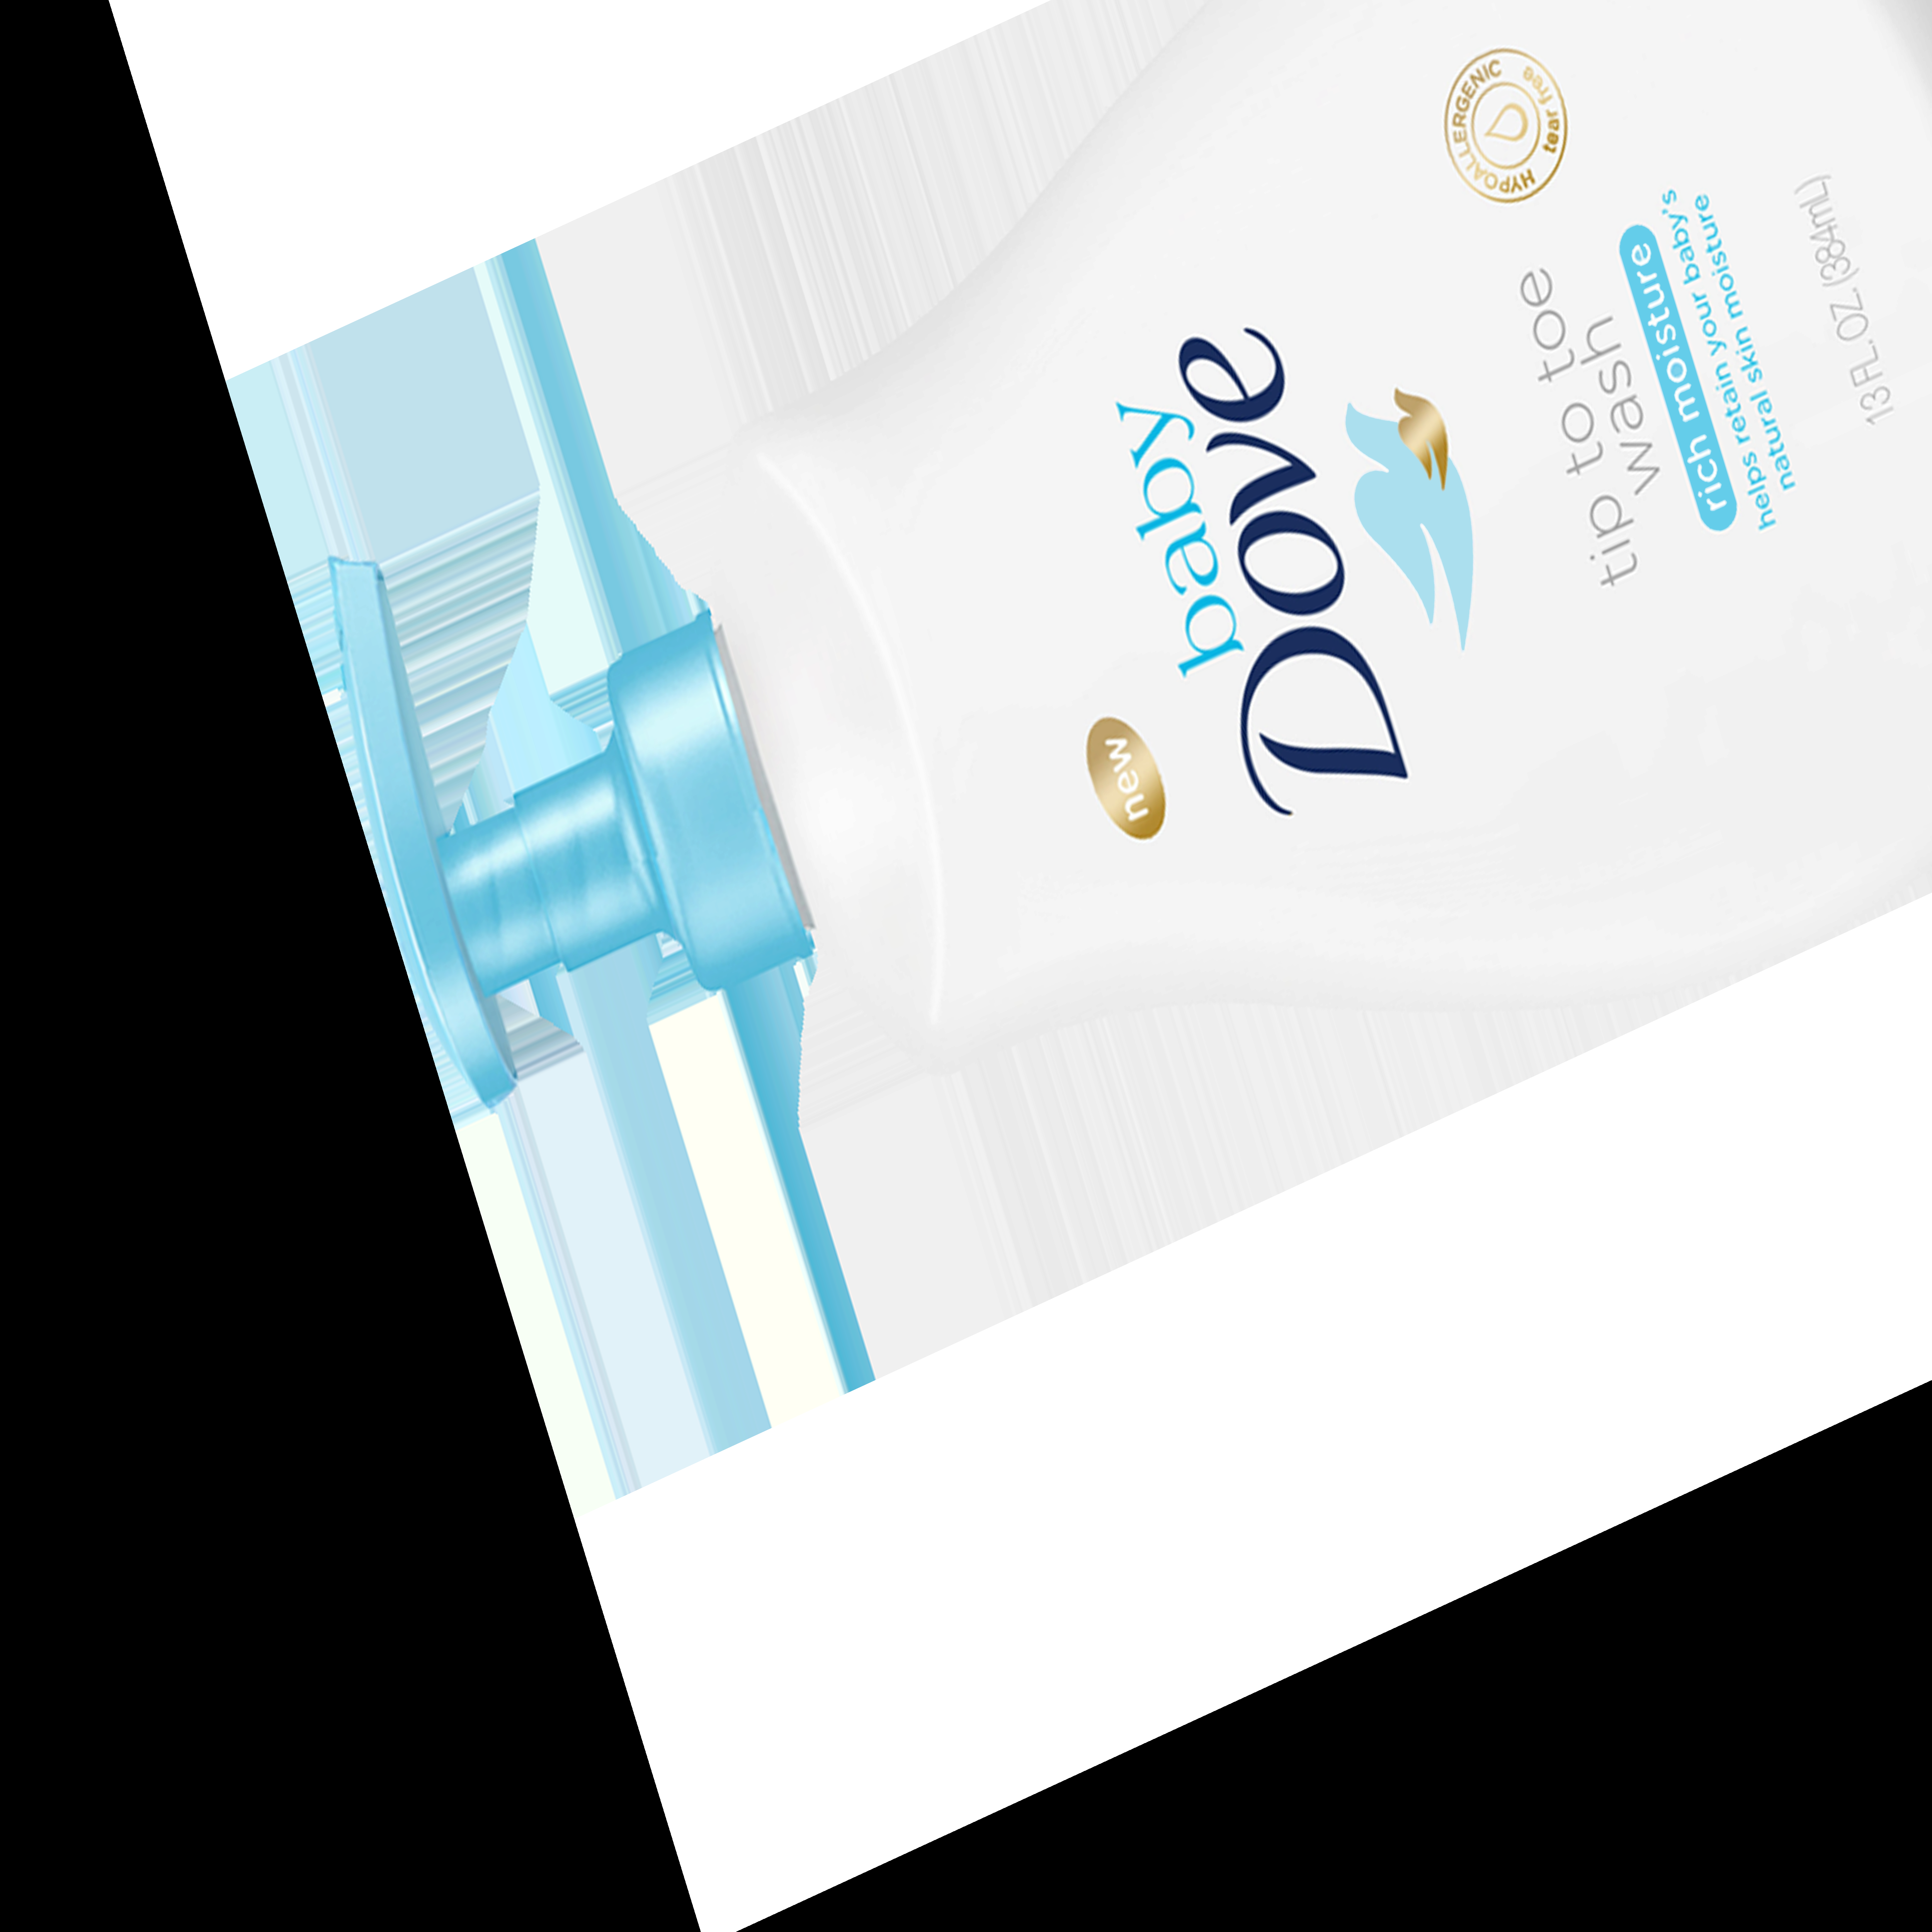 new
baby
Dove
tip to toe
wash
rich moisture
helps retain your baby's
natural skin moisture
HYPOALLERGENIC
tear free
13 FL. OZ. (384mL)